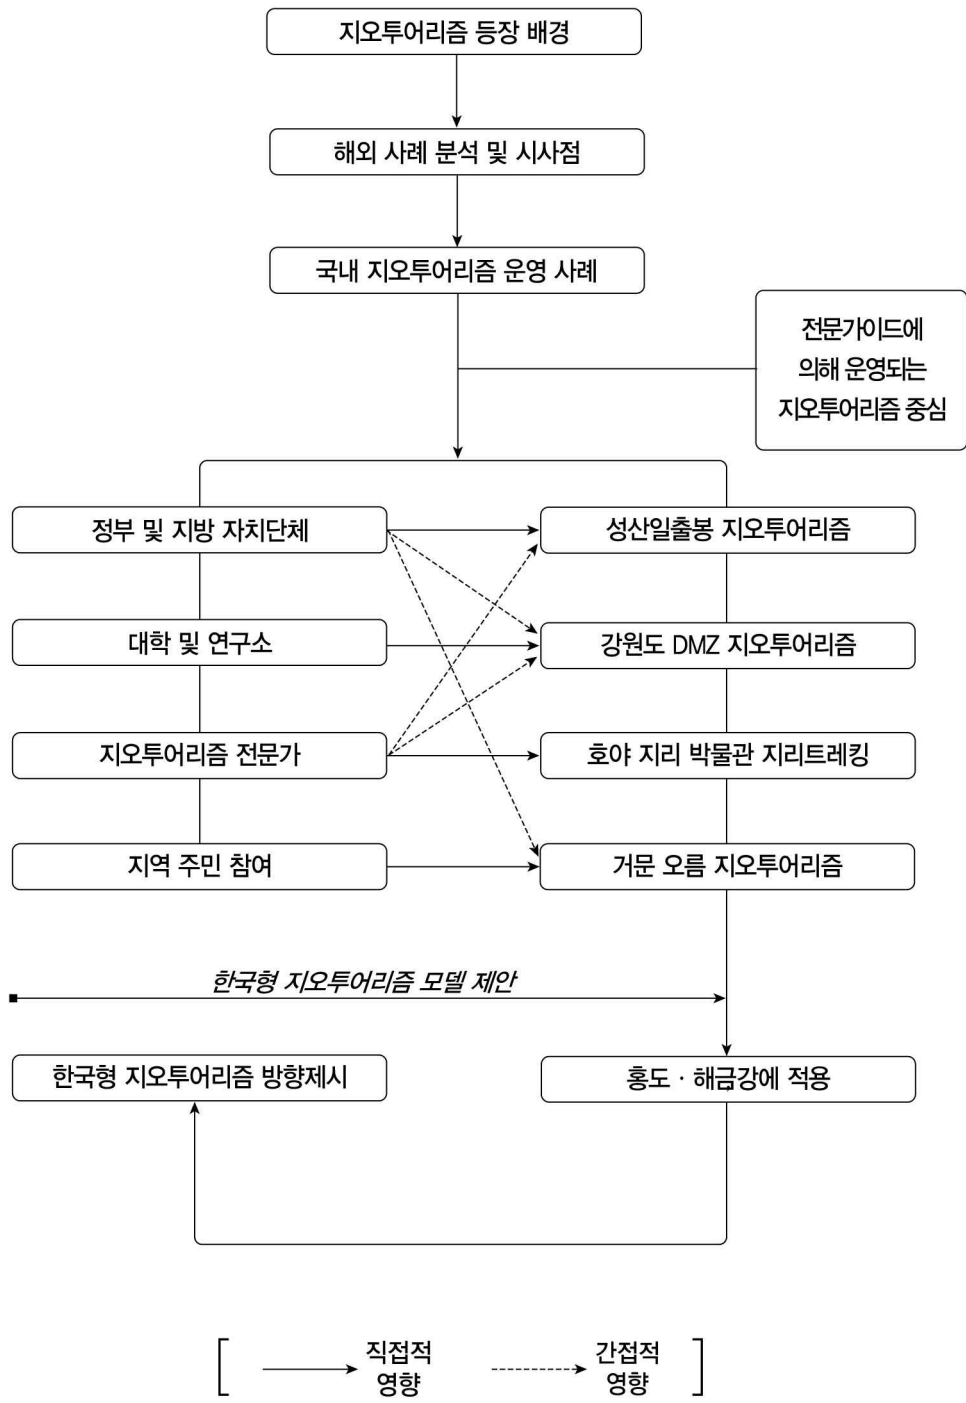 지오투어리즘 등장 배경
해외 사례 분석 및 시사점
국내 지오투어리즘 운영 사례
전문가이드에
의해 운영되는
지오투어리즘 중심
정부 및 지방 자치단체
성산일출봉 지오투어리즘
대학 및 연구소
강원도 DMZ 지오투어리즘
지오투어리즘 전문가
호야 지리 박물관 지리트레킹
지역 주민 참여
거문 오름 지오투어리즘
한국형 지오투어리즘 모델 제안
한국형 지오투어리즘 방향제시
홍도 · 해금강에 적용
직접적
영향
간접적
영향